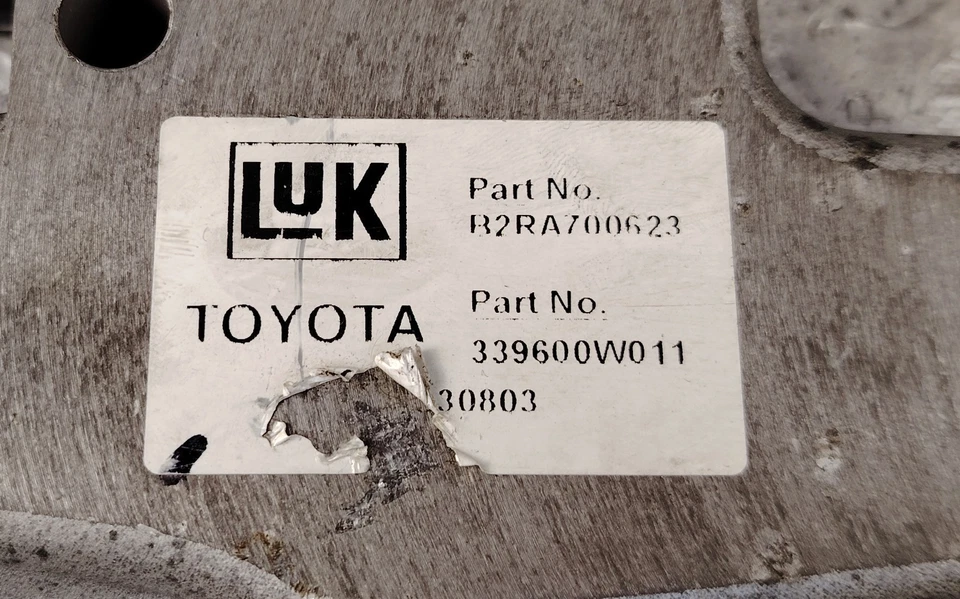 LUK
Part No.
B2RA700623
TOYOTA
Part No.
339600W011
30803